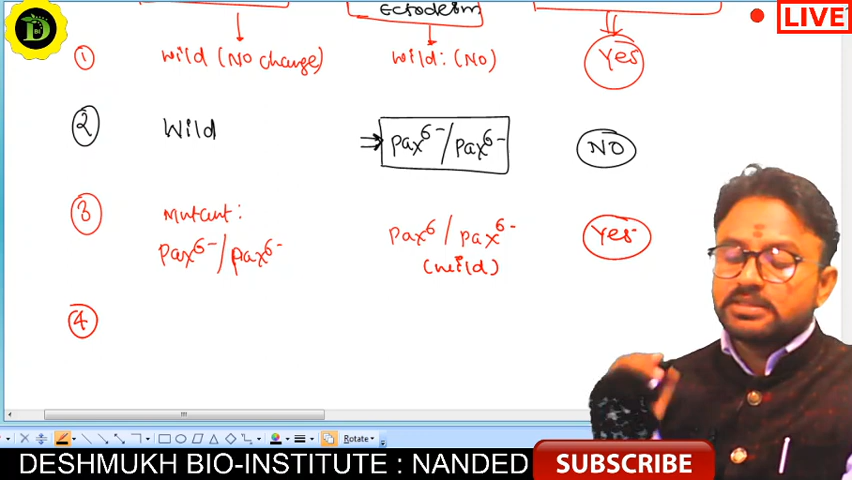 Ectoderm
LIVE
① Wild (No change) Wild: (No) Yes
② Wild ⇒ Pax6-/Pax6- NO
③ Mutant: Pax6/Pax6- Yes
Pax6-/Pax6- (wild)
④
Rotate
DESHMUKH BIO-INSTITUTE : NANDED SUBSCRIBE